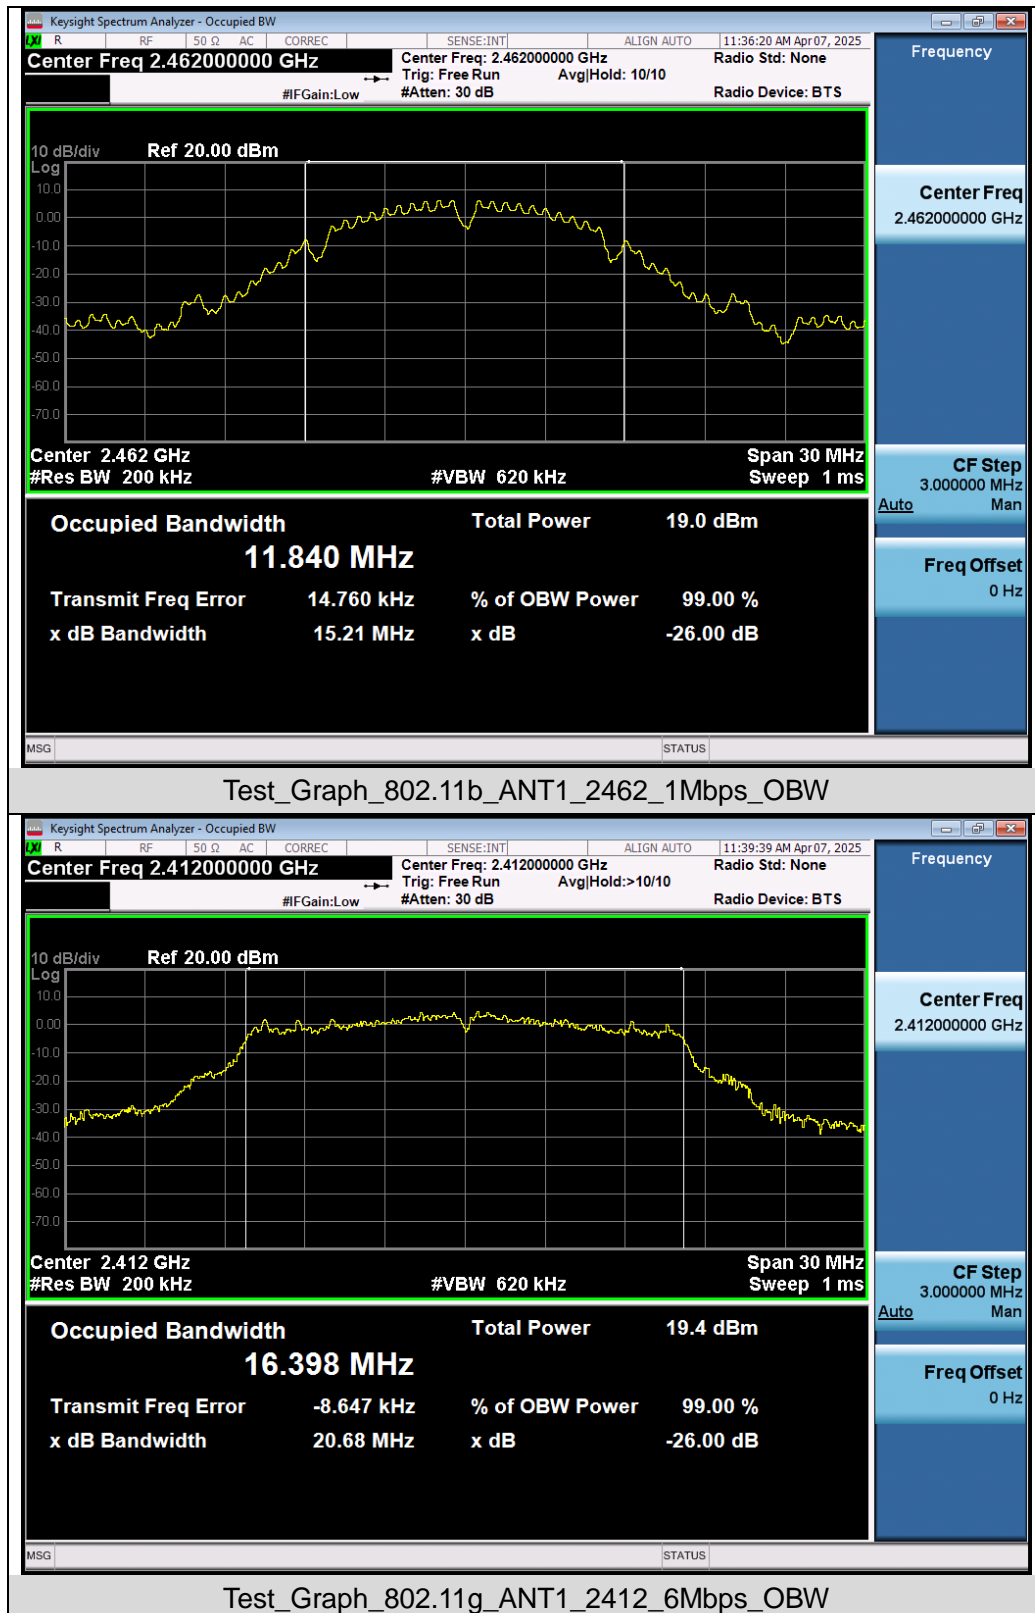 Keysight Spectrum Analyzer - Occupied BW
LXI R RF 50 Ω AC CORREC SENSE:INT ALIGN AUTO 11:36:20 AM Apr 07, 2025
Center Freq 2.462000000 GHz
Center Freq: 2.462000000 GHz
Radio Std: None
Trig: Free Run Avg|Hold: 10/10
#IFGain:Low
#Atten: 30 dB
Radio Device: BTS
Frequency
10 dB/div Ref 20.00 dBm
Log
10.0
0.00
-10.0
-20.0
-30.0
-40.0
-50.0
-60.0
-70.0
Center Freq
2.462000000 GHz
Center 2.462 GHz Span 30 MHz
#Res BW 200 kHz #VBW 620 kHz Sweep 1 ms
CF Step
3.000000 MHz
Auto Man
Occupied Bandwidth Total Power 19.0 dBm
11.840 MHz
Freq Offset
0 Hz
Transmit Freq Error 14.760 kHz % of OBW Power 99.00 %
x dB Bandwidth 15.21 MHz x dB -26.00 dB
MSG STATUS
Test_Graph_802.11b_ANT1_2462_1Mbps_OBW
Keysight Spectrum Analyzer - Occupied BW
LXI R RF 50 Ω AC CORREC SENSE:INT ALIGN AUTO 11:39:39 AM Apr 07, 2025
Center Freq 2.412000000 GHz
Center Freq: 2.412000000 GHz
Radio Std: None
Trig: Free Run Avg|Hold:>10/10
#IFGain:Low
#Atten: 30 dB
Radio Device: BTS
Frequency
10 dB/div Ref 20.00 dBm
Log
10.0
0.00
-10.0
-20.0
-30.0
-40.0
-50.0
-60.0
-70.0
Center Freq
2.412000000 GHz
Center 2.412 GHz Span 30 MHz
#Res BW 200 kHz #VBW 620 kHz Sweep 1 ms
CF Step
3.000000 MHz
Auto Man
Occupied Bandwidth Total Power 19.4 dBm
16.398 MHz
Freq Offset
0 Hz
Transmit Freq Error -8.647 kHz % of OBW Power 99.00 %
x dB Bandwidth 20.68 MHz x dB -26.00 dB
MSG STATUS
Test_Graph_802.11g_ANT1_2412_6Mbps_OBW